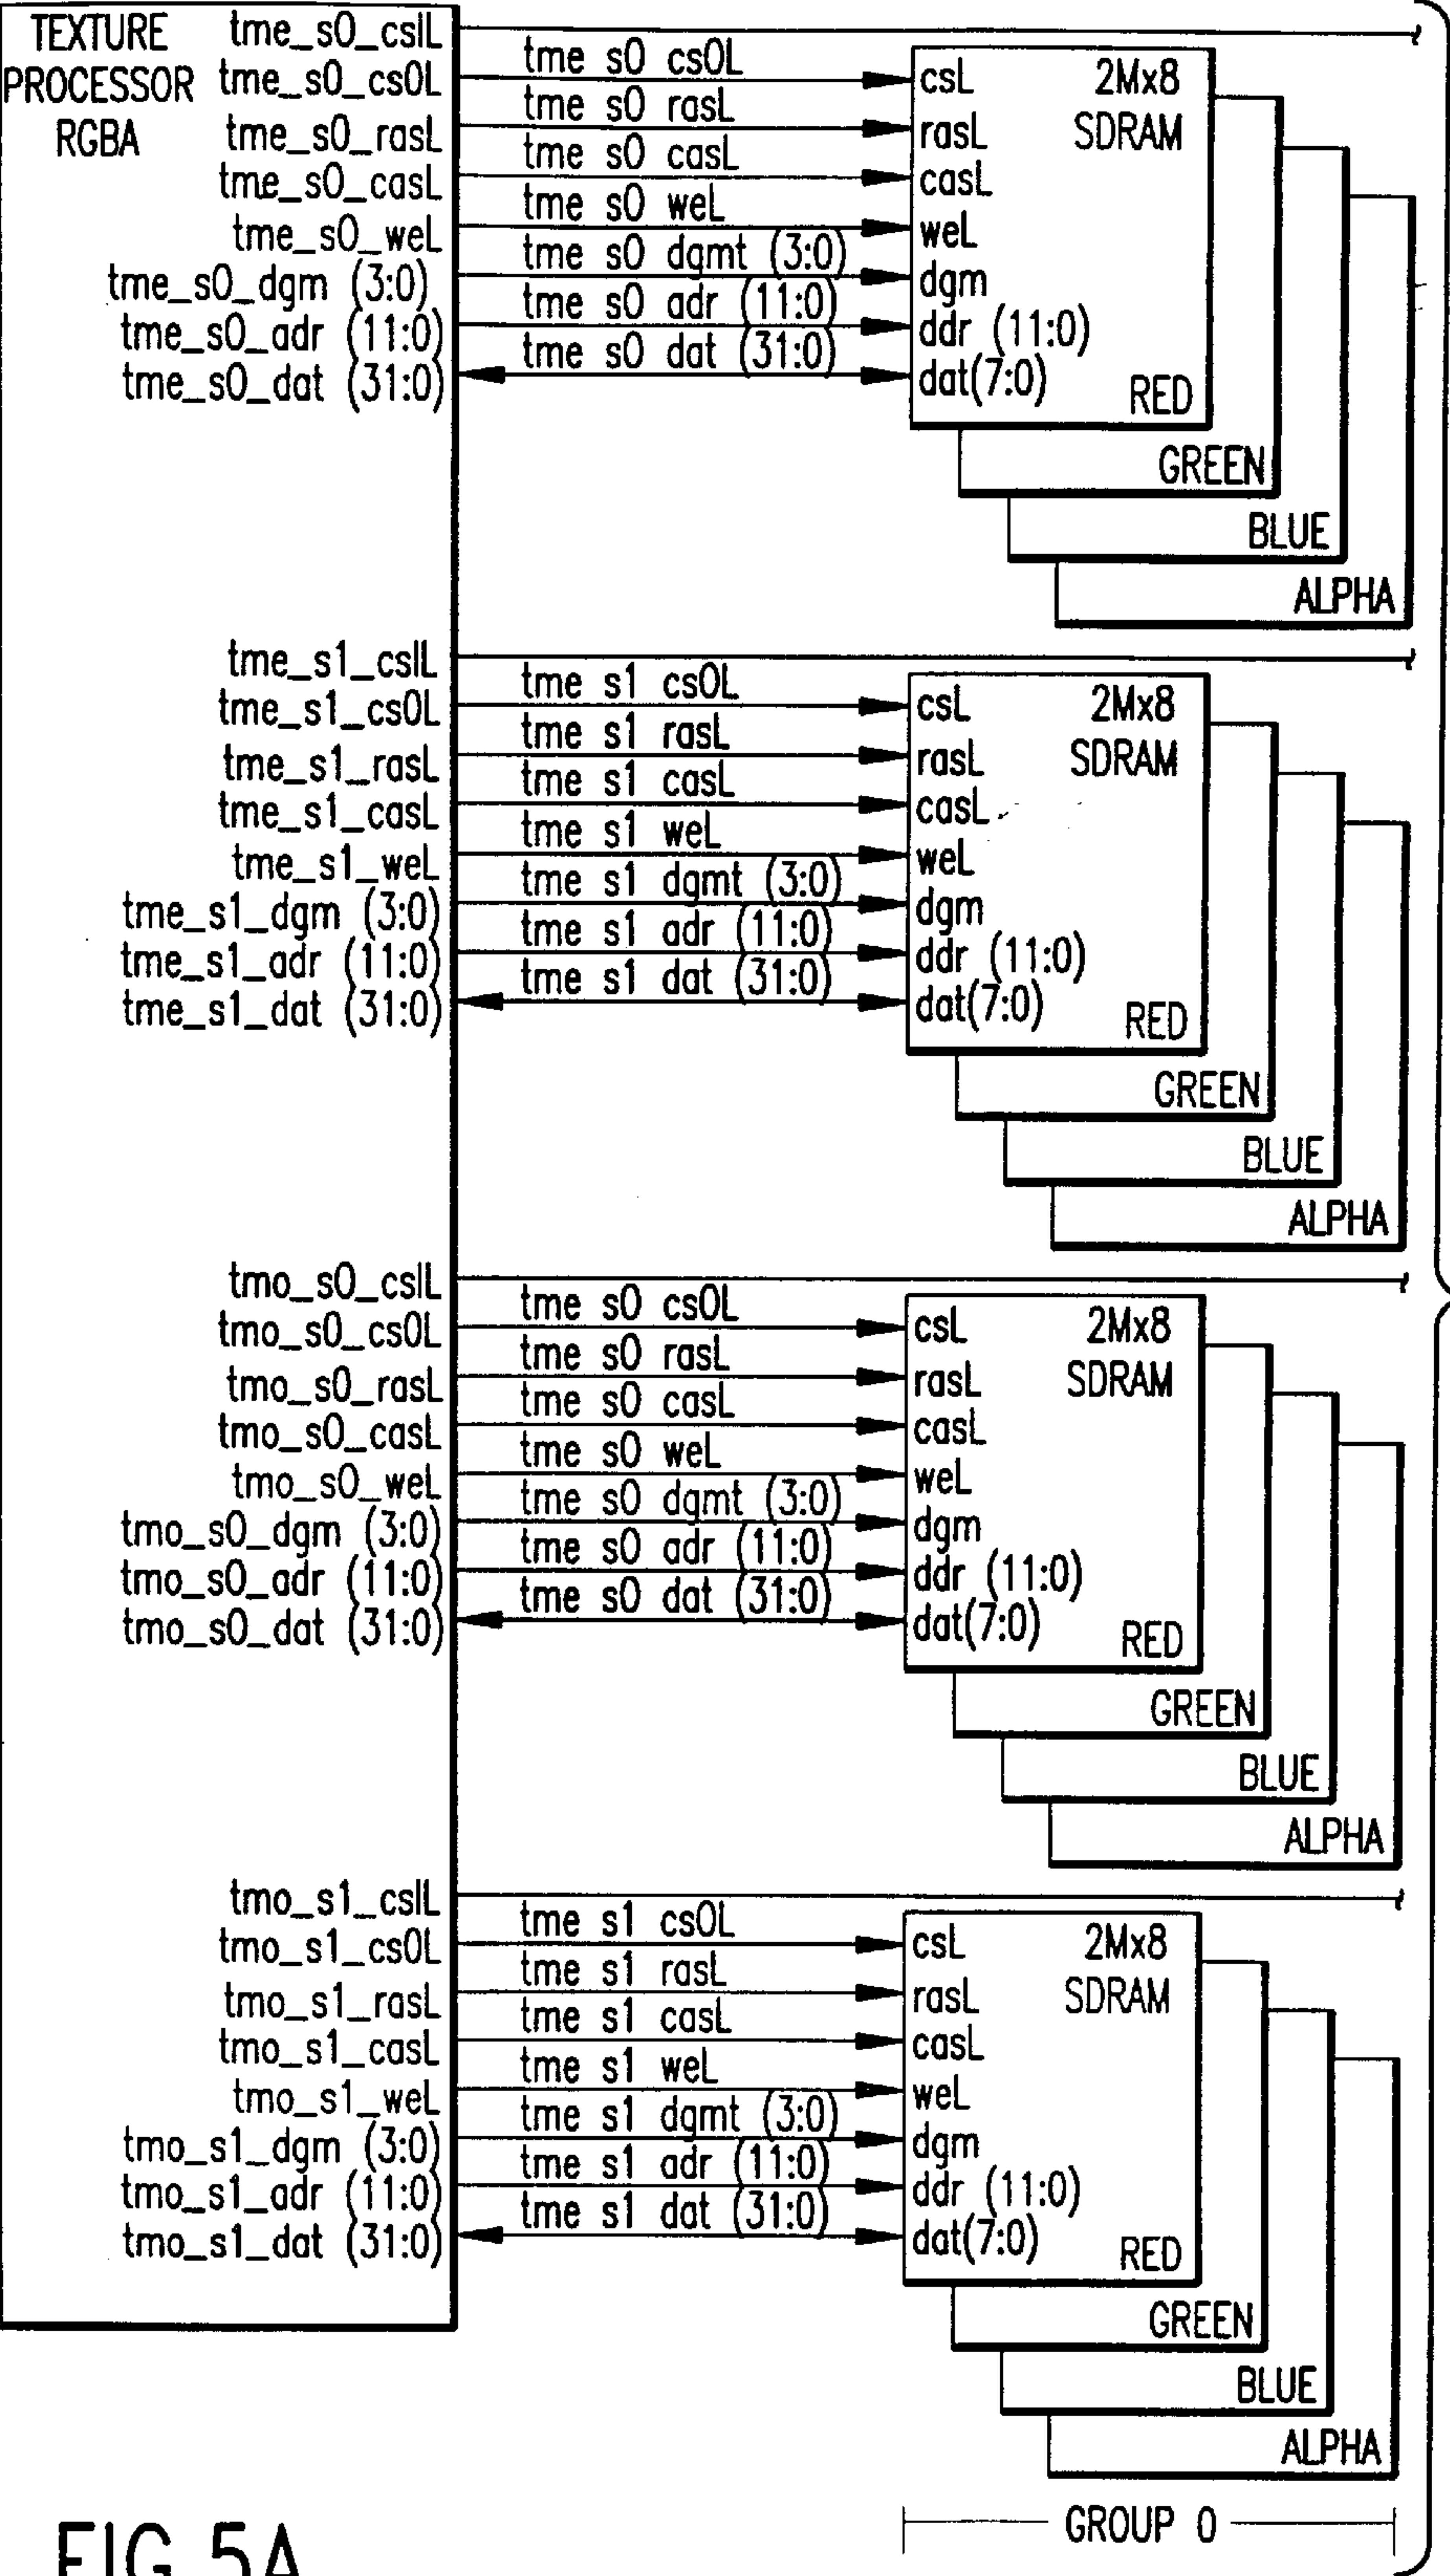 TEXTURE
PROCESSOR
RGBA
tme_s0_csIL
tme_s0_cs0L
tme_s0_rasL
tme_s0_casL
tme_s0_weL
tme_s0_dgm (3:0)
tme_s0_adr (11:0)
tme_s0_dat (31:0)
tme s0 cs0L
tme s0 rasL
tme s0 casL
tme s0 weL
tme s0 dgmt (3:0)
tme s0 adr (11:0)
tme s0 dat (31:0)
csL 2Mx8
rasL SDRAM
casL
weL
dgm
ddr (11:0)
dat(7:0) RED
GREEN
BLUE
ALPHA
tme_s1_csIL
tme_s1_cs0L
tme_s1_rasL
tme_s1_casL
tme_s1_weL
tme_s1_dgm (3:0)
tme_s1_adr (11:0)
tme_s1_dat (31:0)
tme s1 cs0L
tme s1 rasL
tme s1 casL
tme s1 weL
tme s1 dgmt (3:0)
tme s1 adr (11:0)
tme s1 dat (31:0)
csL 2Mx8
rasL SDRAM
casL
weL
dgm
ddr (11:0)
dat(7:0) RED
GREEN
BLUE
ALPHA
tmo_s0_csIL
tmo_s0_cs0L
tmo_s0_rasL
tmo_s0_casL
tmo_s0_weL
tmo_s0_dgm (3:0)
tmo_s0_adr (11:0)
tmo_s0_dat (31:0)
tme s0 cs0L
tme s0 rasL
tme s0 casL
tme s0 weL
tme s0 dgmt (3:0)
tme s0 adr (11:0)
tme s0 dat (31:0)
csL 2Mx8
rasL SDRAM
casL
weL
dgm
ddr (11:0)
dat(7:0) RED
GREEN
BLUE
ALPHA
tmo_s1_csIL
tmo_s1_cs0L
tmo_s1_rasL
tmo_s1_casL
tmo_s1_weL
tmo_s1_dgm (3:0)
tmo_s1_adr (11:0)
tmo_s1_dat (31:0)
tme s1 cs0L
tme s1 rasL
tme s1 casL
tme s1 weL
tme s1 dgmt (3:0)
tme s1 adr (11:0)
tme s1 dat (31:0)
csL 2Mx8
rasL SDRAM
casL
weL
dgm
ddr (11:0)
dat(7:0) RED
GREEN
BLUE
ALPHA
GROUP 0
FIG. 5A